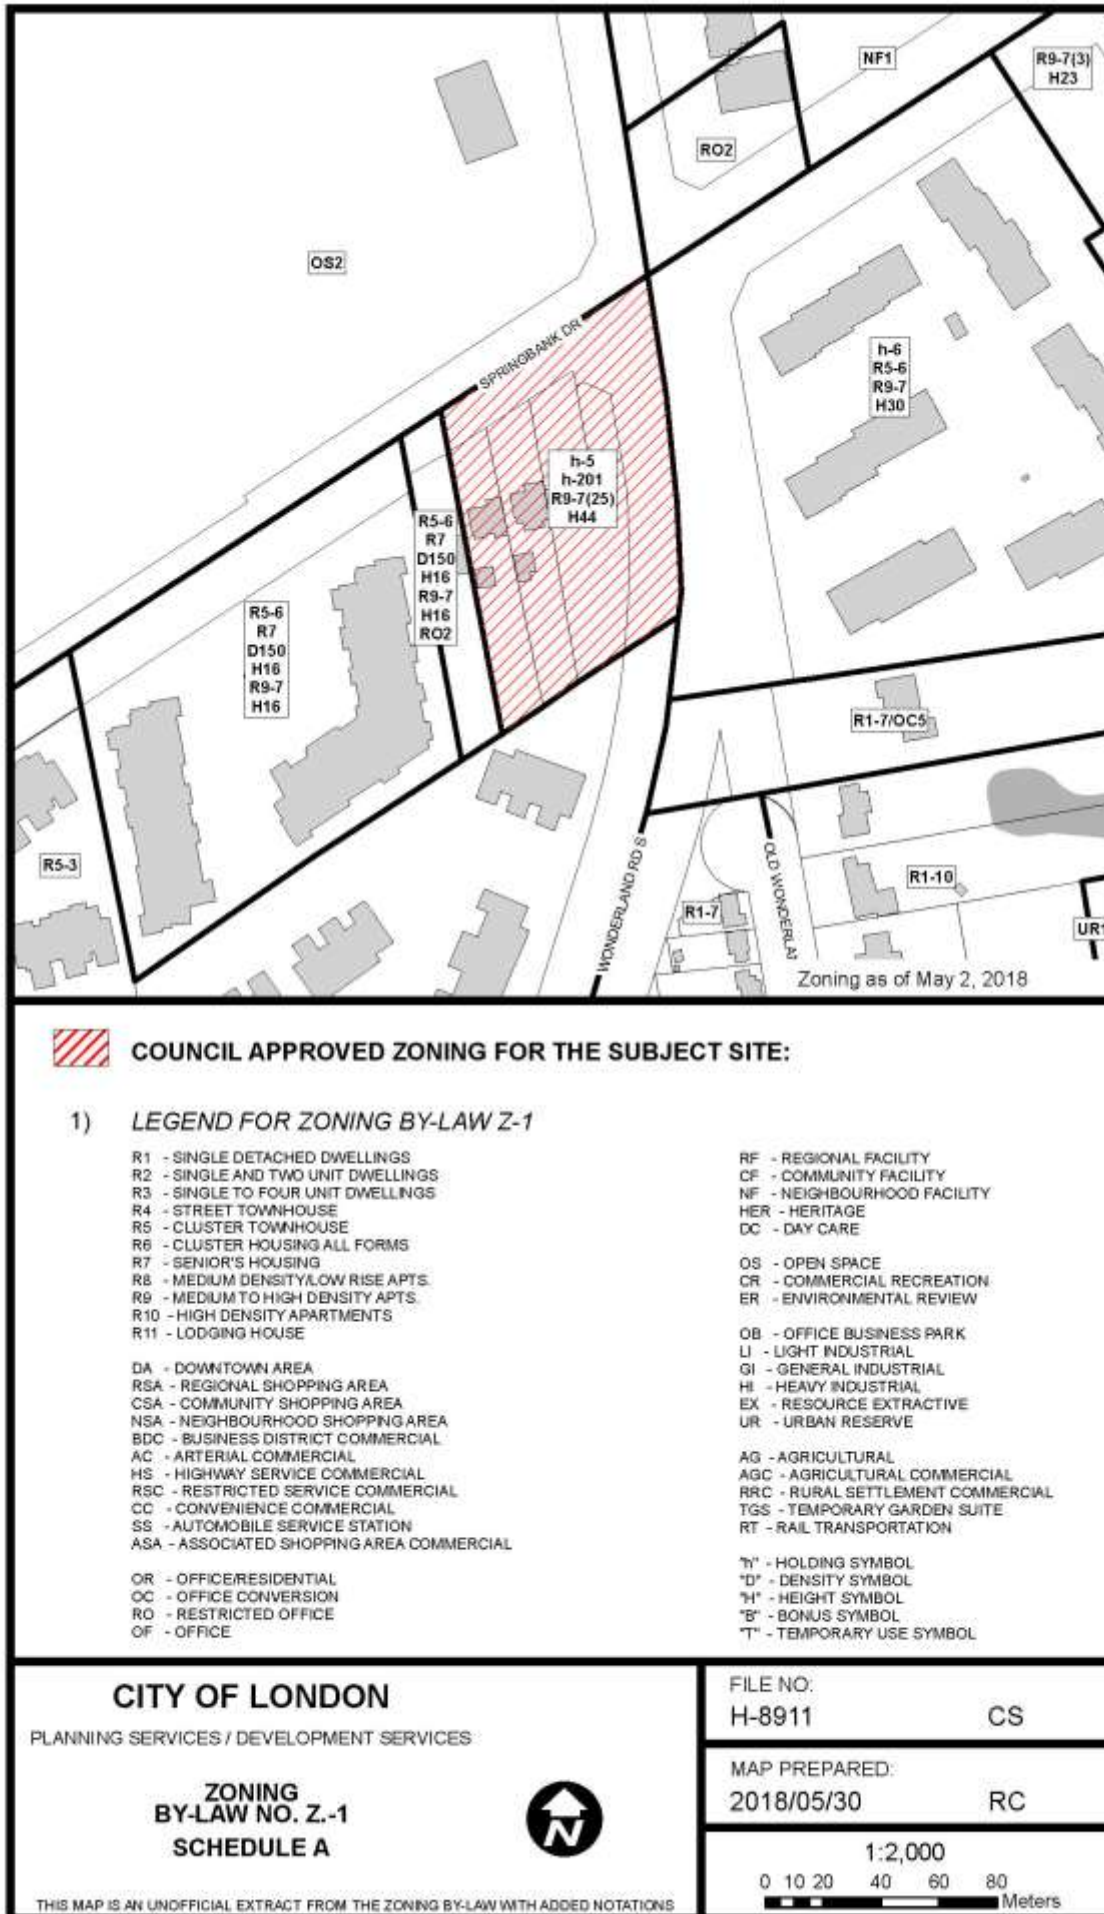 NF1
R9-7(3)
H23
RO2
OS2
SPRINGBANK DR
h-6
R5-6
R9-7
H30
h-5
h-201
R9-7(25)
H44
R5-6
R7
D150
H16
R9-7
H16
RO2
R5-6
R7
D150
H16
R9-7
H16
R1-7/OC5
R5-3
WONDERLAND RD S
OLD WONDERLA
R1-10
R1-7
UR1
Zoning as of May 2, 2018
COUNCIL APPROVED ZONING FOR THE SUBJECT SITE:
1) LEGEND FOR ZONING BY-LAW Z-1
R1 - SINGLE DETACHED DWELLINGS
R2 - SINGLE AND TWO UNIT DWELLINGS
R3 - SINGLE TO FOUR UNIT DWELLINGS
R4 - STREET TOWNHOUSE
R5 - CLUSTER TOWNHOUSE
R6 - CLUSTER HOUSING ALL FORMS
R7 - SENIOR'S HOUSING
R8 - MEDIUM DENSITY/LOW RISE APTS.
R9 - MEDIUM TO HIGH DENSITY APTS.
R10 - HIGH DENSITY APARTMENTS
R11 - LODGING HOUSE
DA - DOWNTOWN AREA
RSA - REGIONAL SHOPPING AREA
CSA - COMMUNITY SHOPPING AREA
NSA - NEIGHBOURHOOD SHOPPING AREA
BDC - BUSINESS DISTRICT COMMERCIAL
AC - ARTERIAL COMMERCIAL
HS - HIGHWAY SERVICE COMMERCIAL
RSC - RESTRICTED SERVICE COMMERCIAL
CC - CONVENIENCE COMMERCIAL
SS - AUTOMOBILE SERVICE STATION
ASA - ASSOCIATED SHOPPING AREA COMMERCIAL
OR - OFFICE/RESIDENTIAL
OC - OFFICE CONVERSION
RO - RESTRICTED OFFICE
OF - OFFICE
RF - REGIONAL FACILITY
CF - COMMUNITY FACILITY
NF - NEIGHBOURHOOD FACILITY
HER - HERITAGE
DC - DAY CARE
OS - OPEN SPACE
CR - COMMERCIAL RECREATION
ER - ENVIRONMENTAL REVIEW
OB - OFFICE BUSINESS PARK
LI - LIGHT INDUSTRIAL
GI - GENERAL INDUSTRIAL
HI - HEAVY INDUSTRIAL
EX - RESOURCE EXTRACTIVE
UR - URBAN RESERVE
AG - AGRICULTURAL
AGC - AGRICULTURAL COMMERCIAL
RRC - RURAL SETTLEMENT COMMERCIAL
TGS - TEMPORARY GARDEN SUITE
RT - RAIL TRANSPORTATION
"h" - HOLDING SYMBOL
"D" - DENSITY SYMBOL
"H" - HEIGHT SYMBOL
"B" - BONUS SYMBOL
"T" - TEMPORARY USE SYMBOL
CITY OF LONDON
PLANNING SERVICES / DEVELOPMENT SERVICES
ZONING
BY-LAW NO. Z.-1
SCHEDULE A
N
THIS MAP IS AN UNOFFICIAL EXTRACT FROM THE ZONING BY-LAW WITH ADDED NOTATIONS
FILE NO:
H-8911 CS
MAP PREPARED:
2018/05/30 RC
1:2,000
0 10 20 40 60 80
Meters